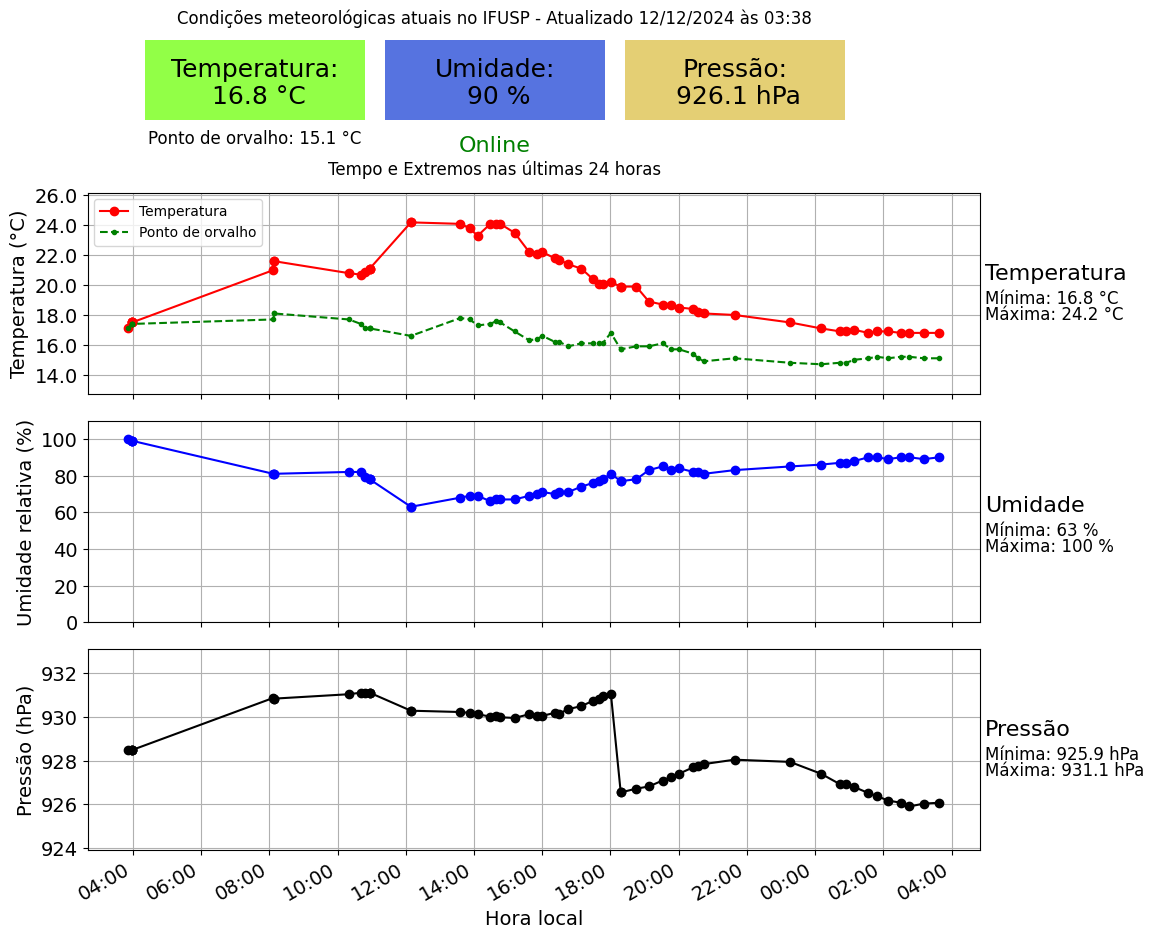 Condições meteorológicas atuais no IFUSP - Atualizado 12/12/2024 às 03:38
Temperatura:
16.8 °C
Umidade:
90 %
Pressão:
926.1 hPa
Ponto de orvalho: 15.1 °C
Online
Tempo e Extremos nas últimas 24 horas
Temperatura (°C)
26.0
24.0
22.0
20.0
18.0
16.0
14.0
Temperatura
Ponto de orvalho
Temperatura
Mínima: 16.8 °C
Máxima: 24.2 °C
Umidade relativa (%)
100
80
60
40
20
0
Umidade
Mínima: 63 %
Máxima: 100 %
Pressão (hPa)
932
930
928
926
924
Pressão
Mínima: 925.9 hPa
Máxima: 931.1 hPa
04:00 06:00 08:00 10:00 12:00 14:00 16:00 18:00 20:00 22:00 00:00 02:00 04:00
Hora local